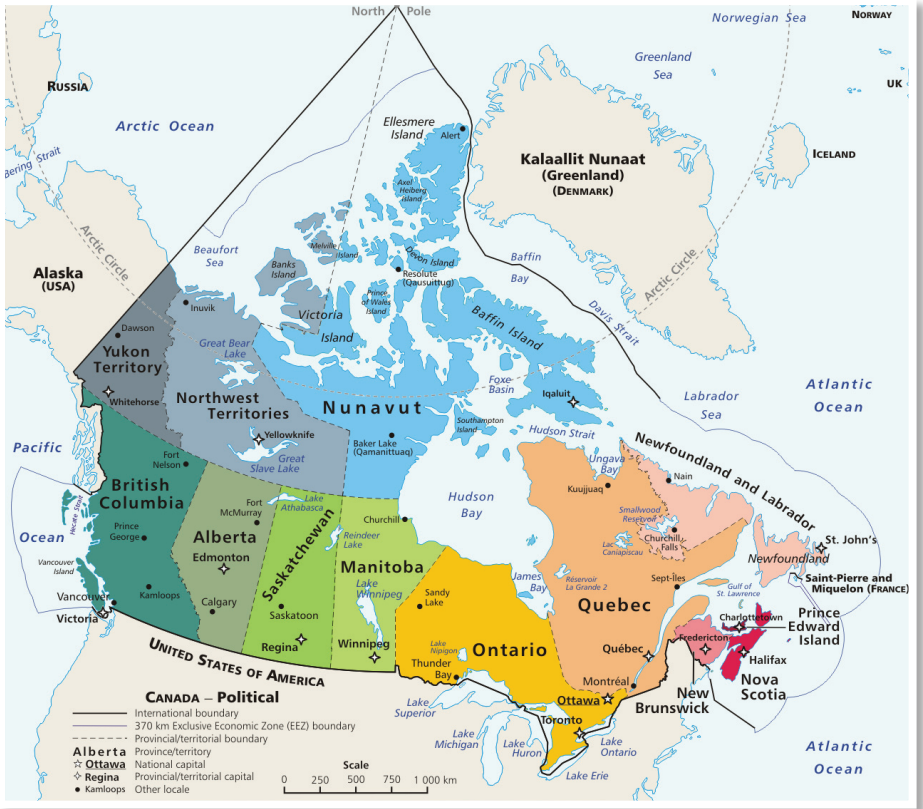 North Pole
Norwegian Sea
NORWAY
Greenland
Sea
RUSSIA
UK
Arctic Ocean
Ellesmere
Island
Alert
Kalaallit Nunaat
(Greenland)
(DENMARK)
ICELAND
Bering Strait
Axel
Heiberg
Island
Arctic Circle
Beaufort
Sea
Melville
Island
Devon Island
Banks
Island
Resolute
(Qausuittuq)
Baffin
Bay
Arctic Circle
Alaska
(USA)
Prince
of Wales
Island
Inuvik
Victoria
Island
Baffin Island
Davis Strait
Dawson
Yukon
Territory
Great Bear
Lake
Whitehorse
Northwest
Territories
Nunavut
Foxe
Basin
Iqaluit
Labrador
Sea
Atlantic
Ocean
Yellowknife
Great
Slave Lake
Baker Lake
(Qamanittuaq)
Southampton
Island
Hudson Strait
Pacific
Ocean
Fort
Nelson
Ungava
Bay
Newfoundland and Labrador
Kuujjuaq
Nain
British
Columbia
Hecate Strait
Fort
McMurray
Lake
Athabasca
Hudson
Bay
Smallwood
Reservoir
Churchill
Falls
Prince
George
Alberta
Edmonton
Saskatchewan
Reindeer
Lake
Churchill
Lac
Caniapiscau
St. John's
Newfoundland
Vancouver
Island
Manitoba
James
Bay
Réservoir
La Grande 2
Sept-Îles
Gulf of
St. Lawrence
Saint-Pierre and
Miquelon (FRANCE)
Kamloops
Vancouver
Victoria
Calgary
Saskatoon
Lake
Winnipeg
Sandy
Lake
Quebec
Charlottetown
Prince
Edward
Island
Regina
Winnipeg
Lake
Nipigon
Ontario
Québec
Fredericton
Halifax
UNITED STATES OF AMERICA
Thunder
Bay
Montréal
Nova
Scotia
New
Brunswick
Ottawa
Toronto
Lake
Superior
Lake
Michigan
Lake
Huron
Lake
Ontario
Lake Erie
Atlantic
Ocean
CANADA – Political
International boundary
370 km Exclusive Economic Zone (EEZ) boundary
Provincial/territorial boundary
Alberta Province/territory
Ottawa National capital
Regina Provincial/territorial capital
Kamloops Other locale
Scale
0 250 500 750 1 000 km